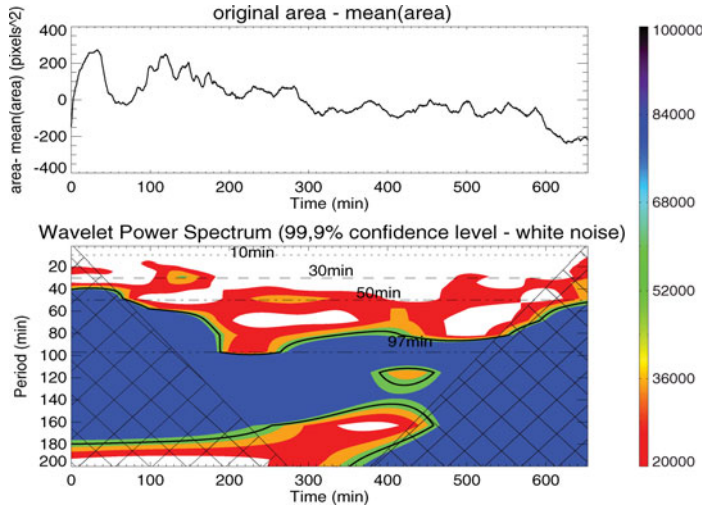 original area - mean(area)
area- mean(area) (pixels^2)
400
200
0
-200
-400
0 100 200 300 400 500 600
Time (min)
Wavelet Power Spectrum (99,9% confidence level - white noise)
Period (min)
20
40
60
80
100
120
140
160
180
200
10min
30min
50min
97min
0 100 200 300 400 500 600
Time (min)
100000
84000
68000
52000
36000
20000